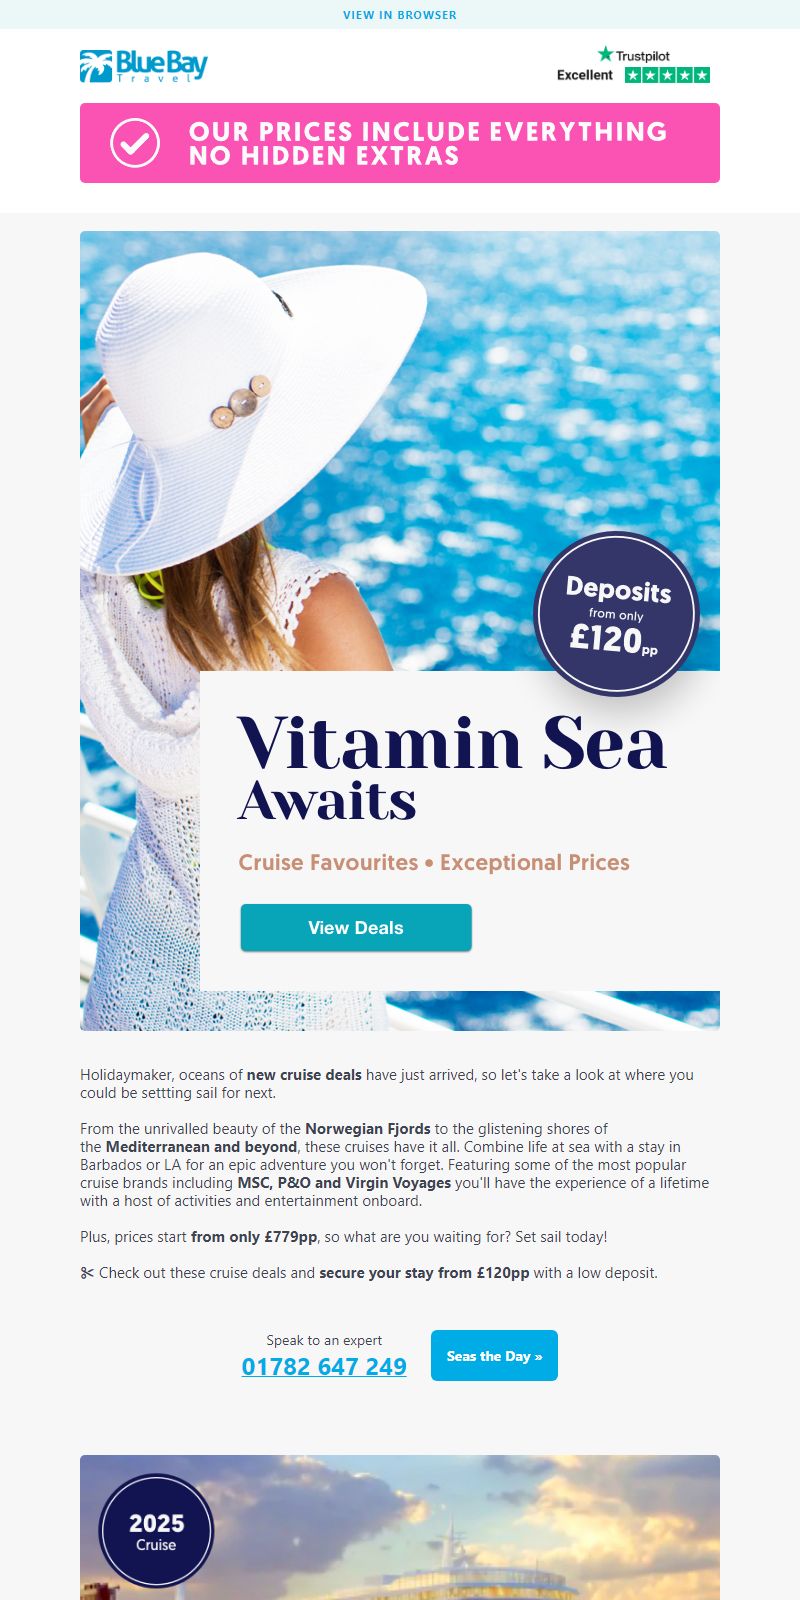 VIEW IN BROWSER
Blue Bay
Travel
Trustpilot
Excellent
OUR PRICES INCLUDE EVERYTHING
NO HIDDEN EXTRAS
Deposits
from only
£120pp
Vitamin Sea
Awaits
Cruise Favourites • Exceptional Prices
View Deals
Holidaymaker, oceans of new cruise deals have just arrived, so let's take a look at where you
could be settting sail for next.
From the unrivalled beauty of the Norwegian Fjords to the glistening shores of
the Mediterranean and beyond, these cruises have it all. Combine life at sea with a stay in
Barbados or LA for an epic adventure you won't forget. Featuring some of the most popular
cruise brands including MSC, P&O and Virgin Voyages you'll have the experience of a lifetime
with a host of activities and entertainment onboard.
Plus, prices start from only £779pp, so what are you waiting for? Set sail today!
✂ Check out these cruise deals and secure your stay from £120pp with a low deposit.
Speak to an expert
01782 647 249
Seas the Day »
2025
Cruise